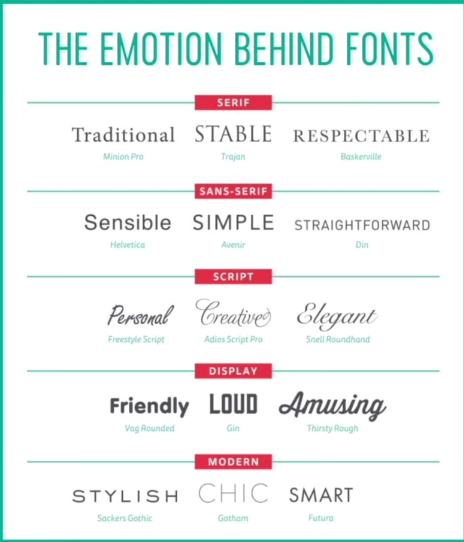 THE EMOTION BEHIND FONTS
SERIF
Traditional STABLE RESPECTABLE
Minion Pro Trajan Baskerville
SANS-SERIF
Sensible SIMPLE STRAIGHTFORWARD
Helvetica Avenir Din
SCRIPT
Personal Creative Elegant
Freestyle Script Adios Script Pro Snell Roundhand
DISPLAY
Friendly LOUD Amusing
Vag Rounded Gin Thirsty Rough
MODERN
STYLISH CHIC SMART
Sackers Gothic Gotham Futura